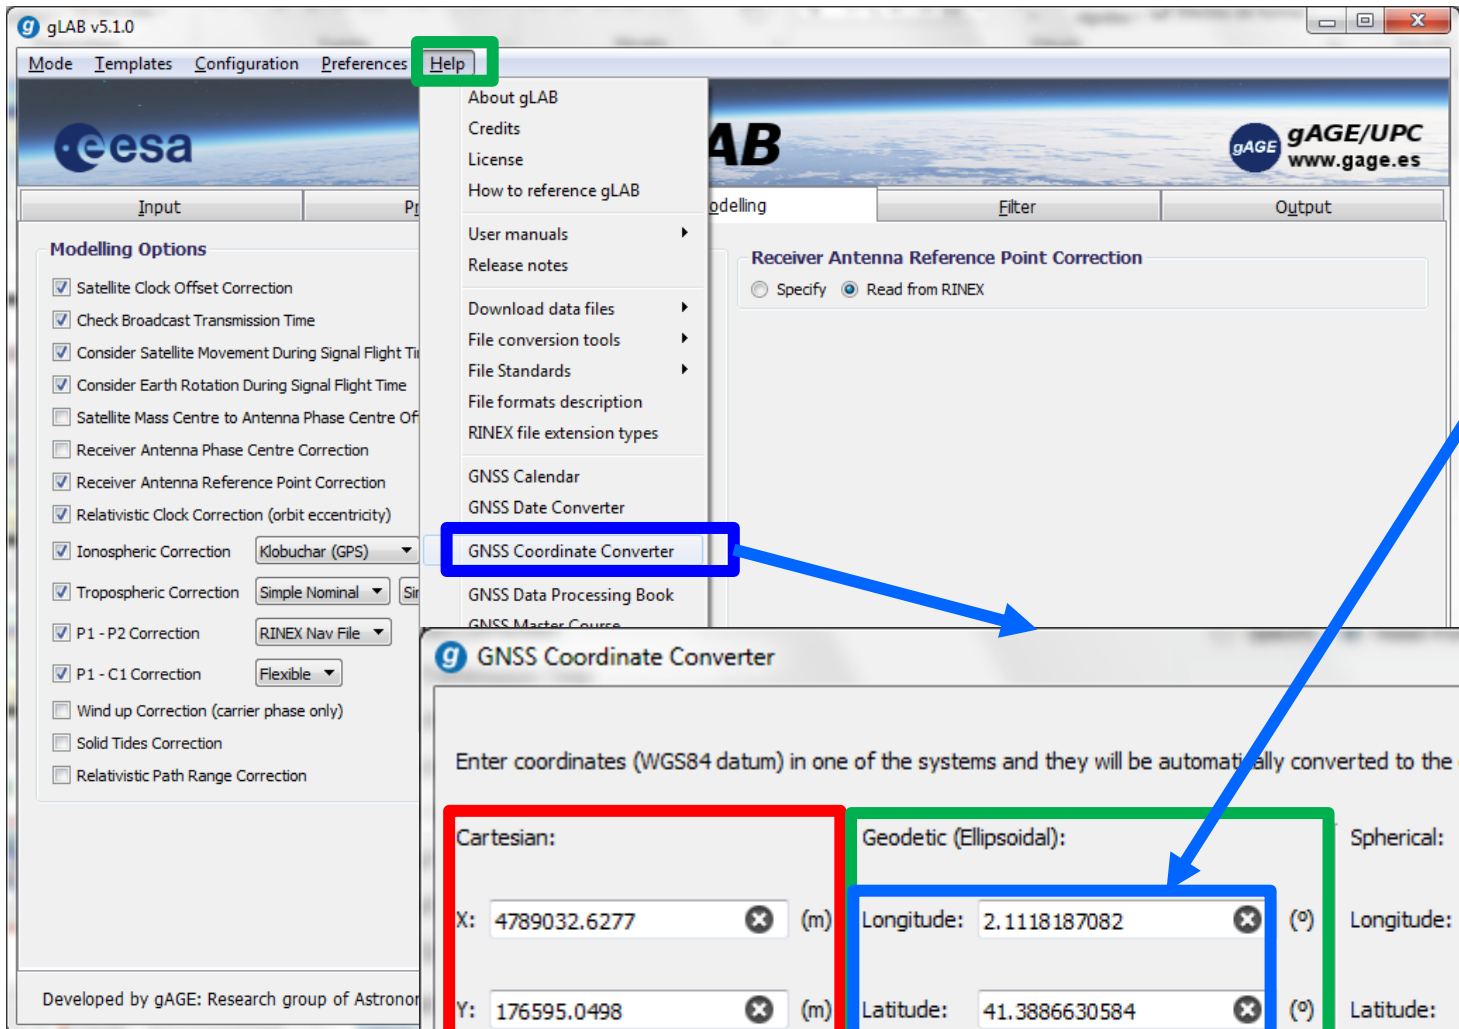 gLAB v5.1.0
Mode Templates Configuration Preferences Help
esa
AB
gAGE gAGE/UPC
www.gage.es
About gLAB
Credits
License
How to reference gLAB
User manuals
Release notes
Download data files
File conversion tools
File Standards
File formats description
RINEX file extension types
GNSS Calendar
GNSS Date Converter
GNSS Coordinate Converter
GNSS Data Processing Book
GNSS Master Course
Input
odelling
Filter
Output
Modelling Options
Satellite Clock Offset Correction
Check Broadcast Transmission Time
Consider Satellite Movement During Signal Flight
Consider Earth Rotation During Signal Flight Time
Satellite Mass Centre to Antenna Phase Centre
Receiver Antenna Phase Centre Correction
Receiver Antenna Reference Point Correction
Relativistic Clock Correction (orbit eccentricity)
Ionospheric Correction Klobuchar (GPS)
Tropospheric Correction Simple Nominal
P1 - P2 Correction RINEX Nav File
P1 - C1 Correction Flexible
Wind up Correction (carrier phase only)
Solid Tides Correction
Relativistic Path Range Correction
Receiver Antenna Reference Point Correction
Specify Read from RINEX
Developed by gAGE: Research group of
GNSS Coordinate Converter
Enter coordinates (WGS84 datum) in one of the systems and they will be automatically converted to the
Cartesian: Geodetic (Ellipsoidal): Spherical:
X: 4789032.6277 (m) Longitude: 2.1118187082 (º) Longitude:
Y: 176595.0498 (m) Latitude: 41.3886630584 (º) Latitude: